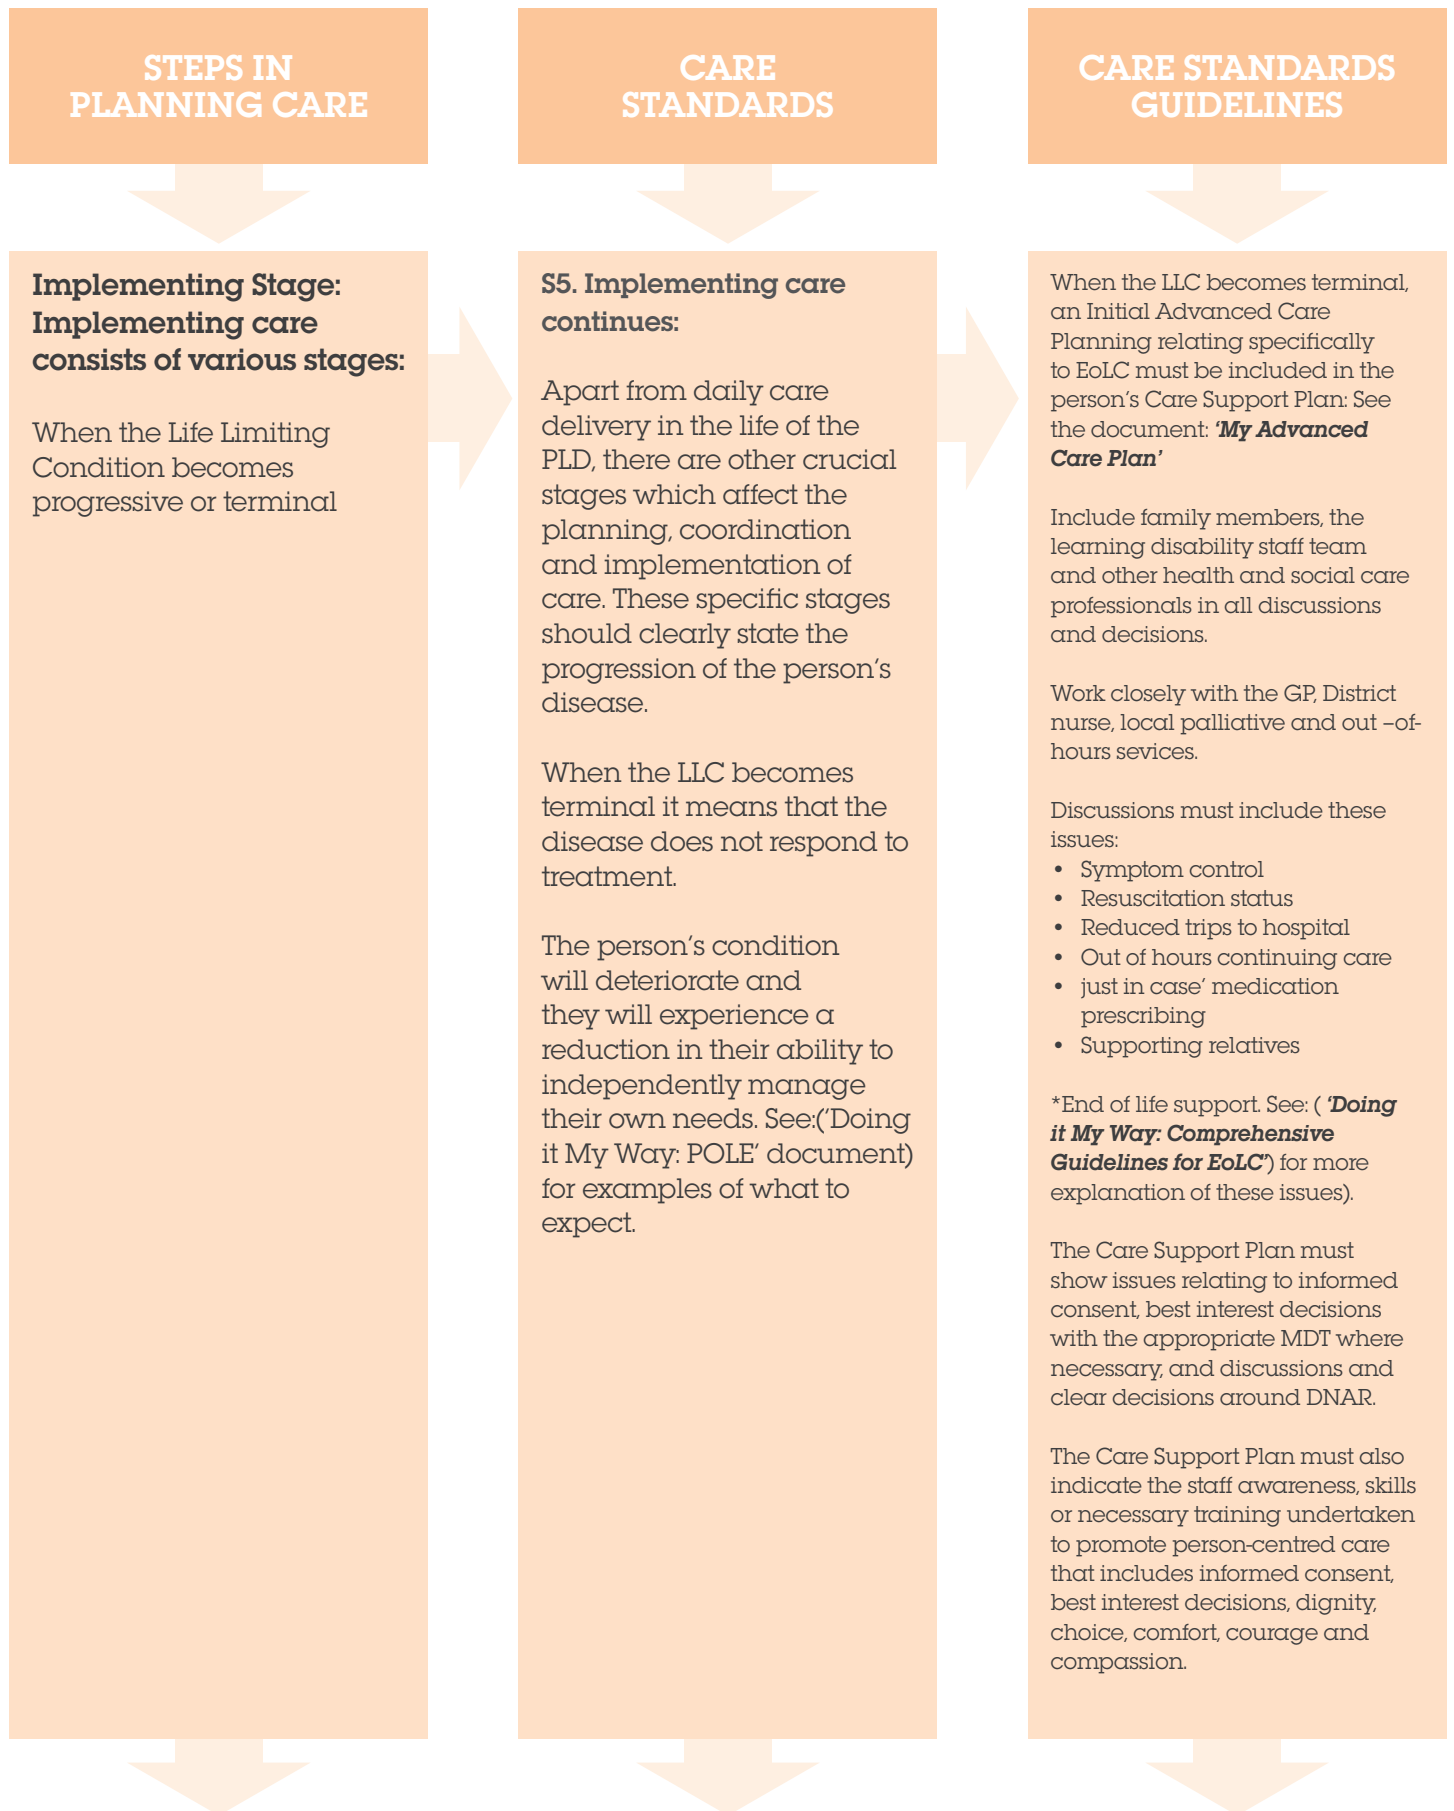 STEPS IN
PLANNING CARE
CARE
STANDARDS
CARE STANDARDS
GUIDELINES
Implementing Stage:
Implementing care
consists of various stages:
When the Life Limiting
Condition becomes
progressive or terminal
S5. Implementing care
continues:
Apart from daily care
delivery in the life of the
PLD, there are other crucial
stages which affect the
planning, coordination
and implementation of
care. These specific stages
should clearly state the
progression of the person’s
disease.
When the LLC becomes
terminal it means that the
disease does not respond to
treatment.
The person’s condition
will deteriorate and
they will experience a
reduction in their ability to
independently manage
their own needs. See:(’Doing
it My Way: POLE’ document)
for examples of what to
expect.
When the LLC becomes terminal,
an Initial Advanced Care
Planning relating specifically
to EoLC must be included in the
person’s Care Support Plan: See
the document: ‘My Advanced
Care Plan’
Include family members, the
learning disability staff team
and other health and social care
professionals in all discussions
and decisions.
Work closely with the GP, District
nurse, local palliative and out –of-
hours sevices.
Discussions must include these
issues:
• Symptom control
• Resuscitation status
• Reduced trips to hospital
• Out of hours continuing care
• just in case’ medication
prescribing
• Supporting relatives
*End of life support. See: ( ‘Doing
it My Way: Comprehensive
Guidelines for EoLC’) for more
explanation of these issues).
The Care Support Plan must
show issues relating to informed
consent, best interest decisions
with the appropriate MDT where
necessary, and discussions and
clear decisions around DNAR.
The Care Support Plan must also
indicate the staff awareness, skills
or necessary training undertaken
to promote person-centred care
that includes informed consent,
best interest decisions, dignity,
choice, comfort, courage and
compassion.